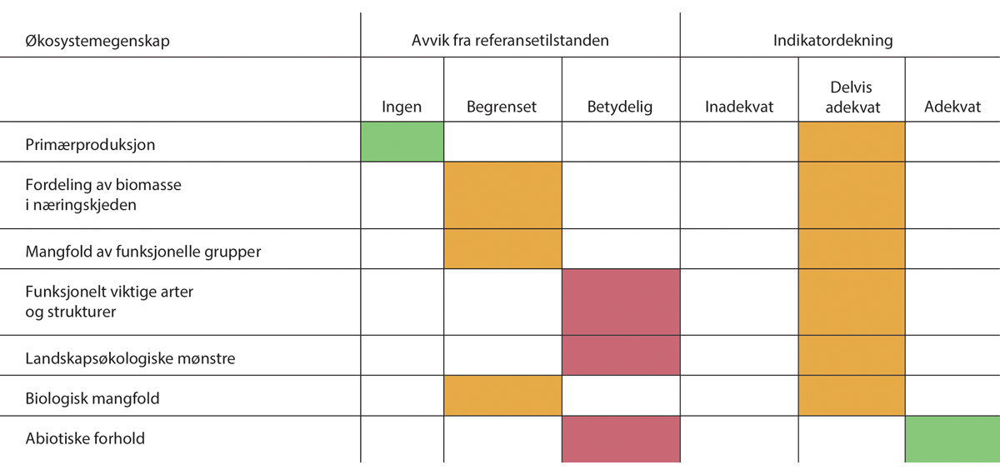 Økosystemegenskap
Avvik fra referansetilstanden
Indikatordekning
Ingen
Begrenset
Betydelig
Inadekvat
Delvis
adekvat
Adekvat
Primærproduksjon
Fordeling av biomasse
i næringskjeden
Mangfold av funksjonelle grupper
Funksjonelt viktige arter
og strukturer
Landskapsøkologiske mønstre
Biologisk mangfold
Abiotiske forhold